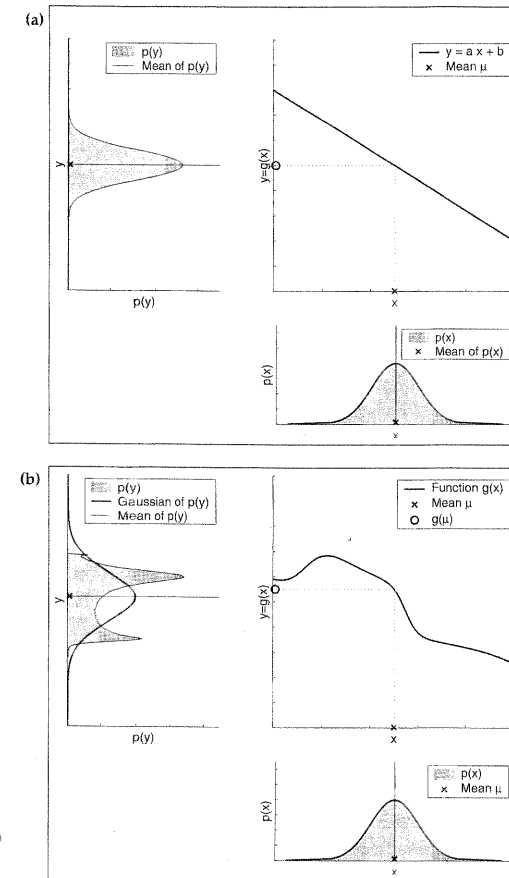 (a)
p(y)
Mean of p(y)
y
p(y)
y = a x + b
Mean μ
y=g(x)
x
p(x)
Mean of p(x)
p(x)
x
(b)
p(y)
Gaussian of p(y)
Mean of p(y)
y
p(y)
Function g(x)
Mean μ
g(μ)
y=g(x)
x
p(x)
Mean μ
p(x)
x